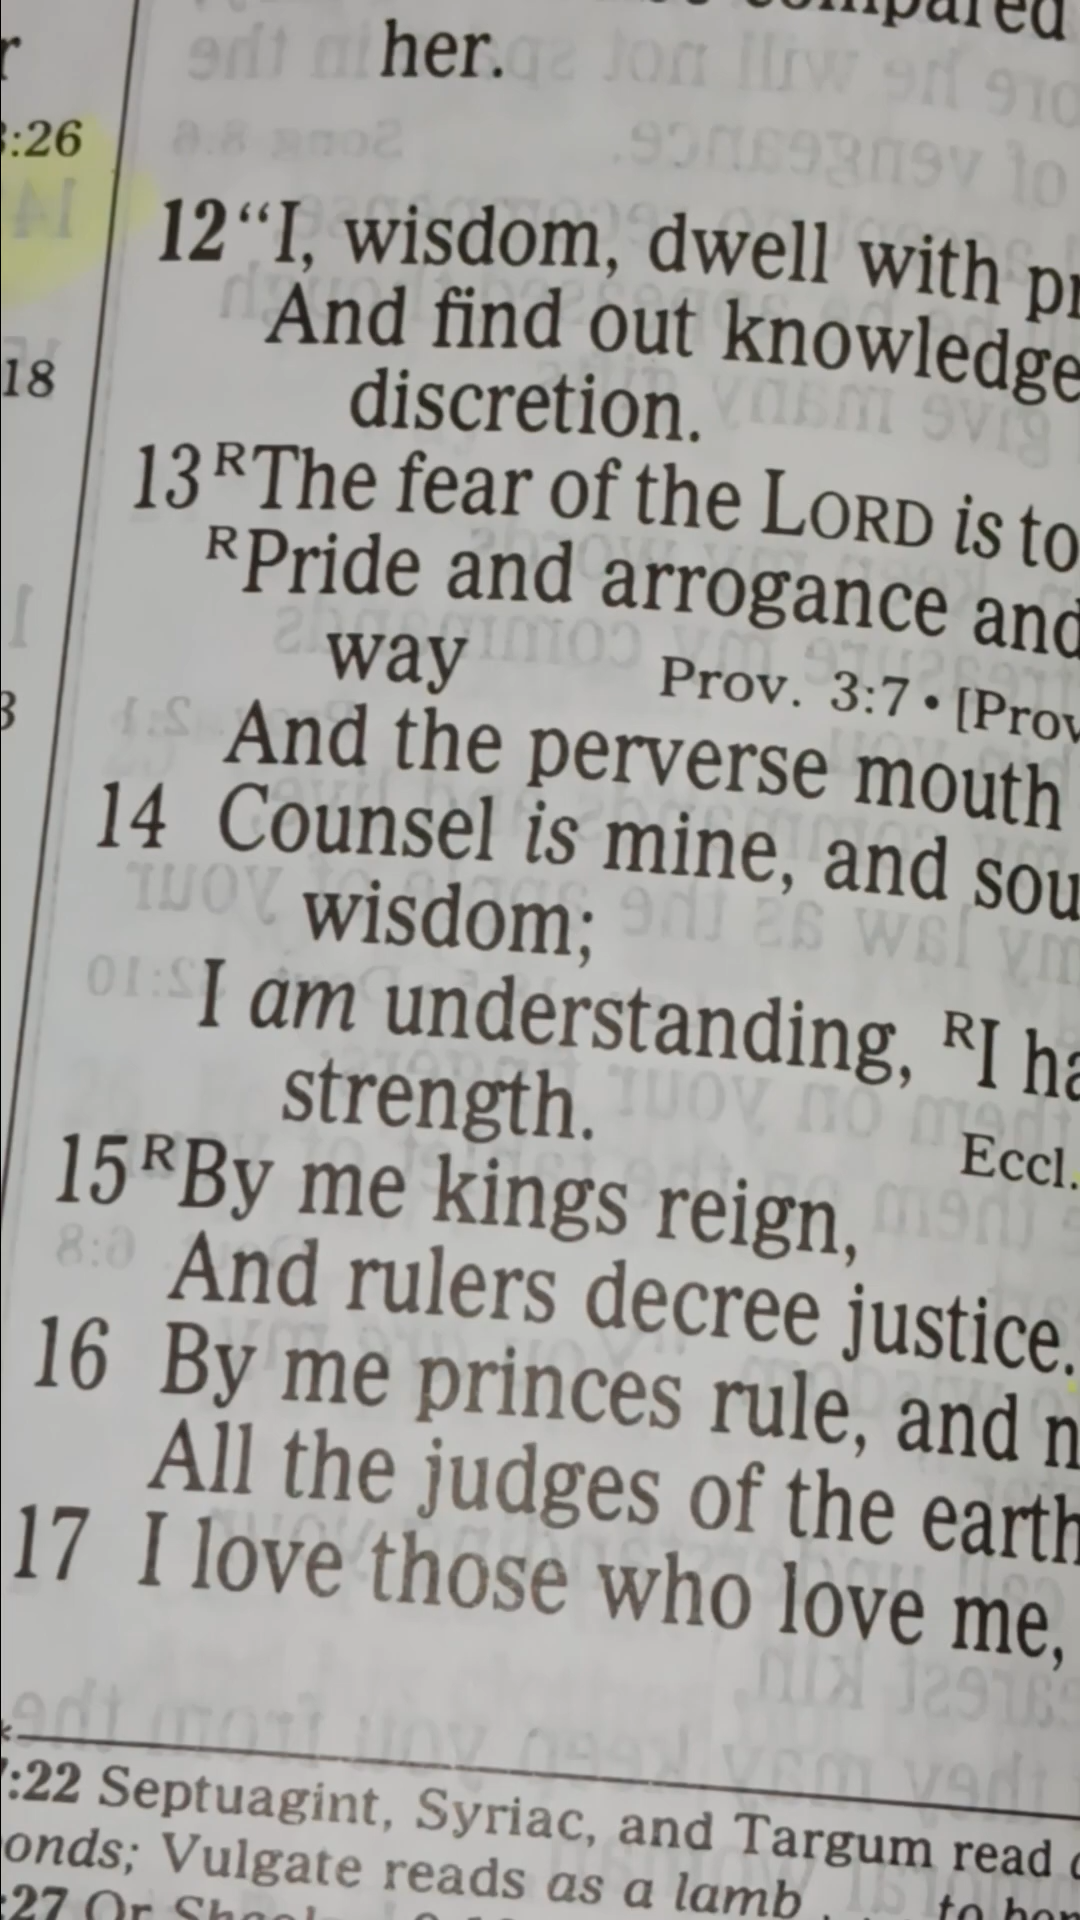 compared
her.
:26
12 “I, wisdom, dwell with
And find out knowledge
discretion.
18
13 RThe fear of the LORD is to
RPride and arrogance and
way
Prov. 3:7 • [Prov
And the perverse mouth
14 Counsel is mine, and
wisdom;
I am understanding, RI
strength.
Eccl.
15 RBy me kings reign,
And rulers decree justice.
16 By me princes rule, and
All the judges of the earth
17 I love those who love me,
:22 Septuagint, Syriac, and Targum read
onds; Vulgate reads as a lamb
:27 Or